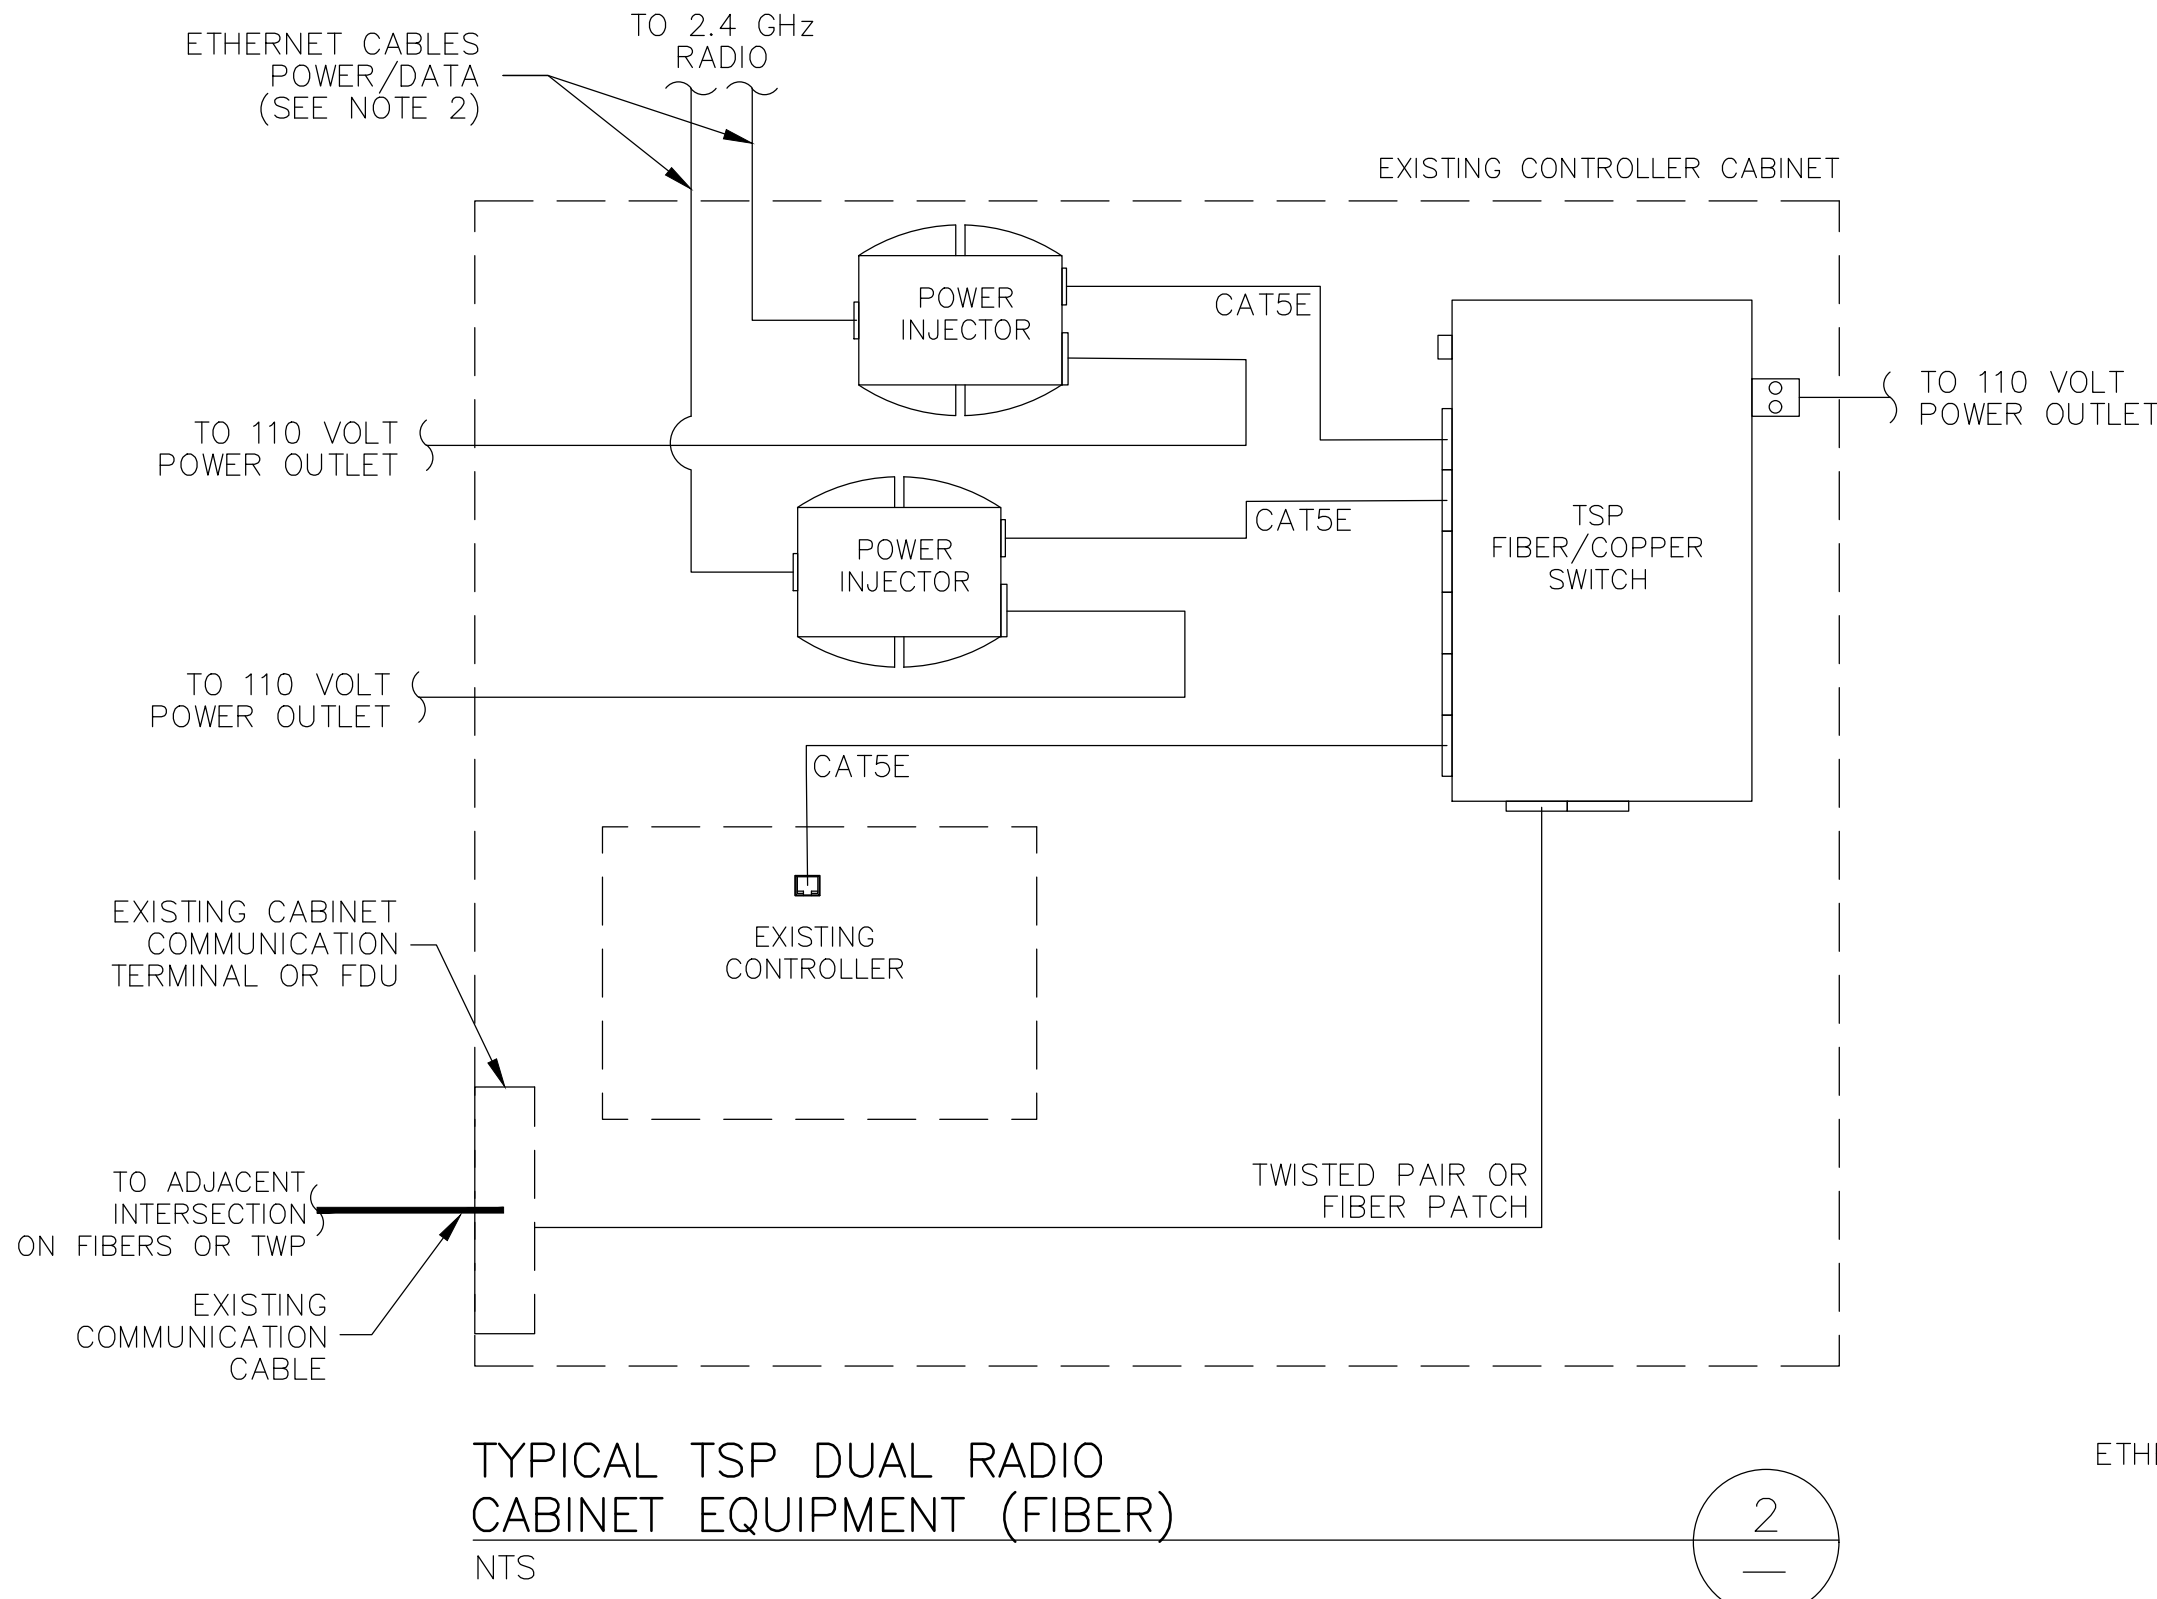 TO 2.4 GHz
RADIO
ETHERNET CABLES
POWER/DATA
(SEE NOTE 2)
EXISTING CONTROLLER CABINET
POWER
INJECTOR
CAT5E
TO 110 VOLT
POWER OUTLET
TO 110 VOLT
POWER OUTLET
POWER
INJECTOR
CAT5E
TSP
FIBER/COPPER
SWITCH
TO 110 VOLT
POWER OUTLET
CAT5E
EXISTING CABINET
COMMUNICATION
TERMINAL OR FDU
EXISTING
CONTROLLER
TO ADJACENT
INTERSECTION
ON FIBERS OR TWP
TWISTED PAIR OR
FIBER PATCH
EXISTING
COMMUNICATION
CABLE
TYPICAL TSP DUAL RADIO
CABINET EQUIPMENT (FIBER)
NTS
2
—